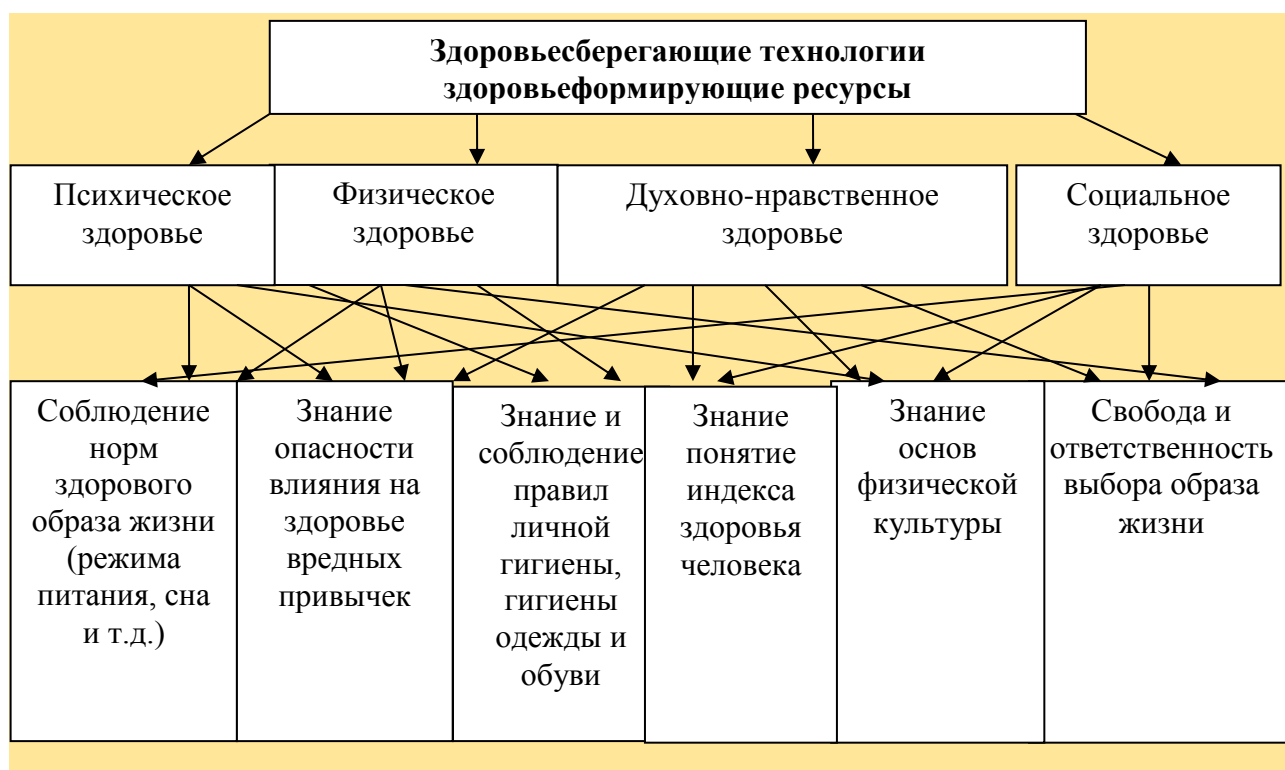 Здоровьесберегающие технологии
здоровьеформирующие ресурсы
Психическое
здоровье
Физическое
здоровье
Духовно-нравственное
здоровье
Социальное
здоровье
Соблюдение
норм
здорового
образа жизни
(режима
питания, сна
и т.д.)
Знание
опасности
влияния на
здоровье
вредных
привычек
Знание и
соблюдение
правил
личной
гигиены,
гигиены
одежды и
обуви
Знание
понятие
индекса
здоровья
человека
Знание
основ
физической
культуры
Свобода и
ответственность
выбора образа
жизни